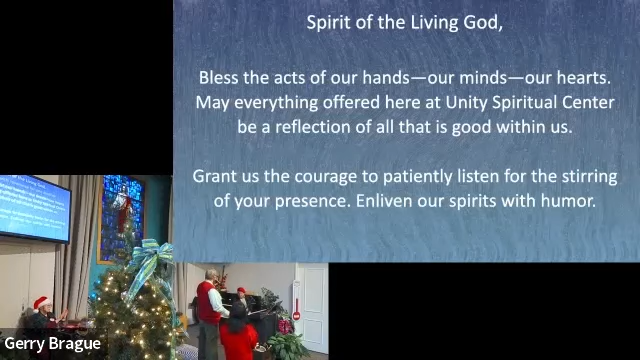 Spirit of the Living God,
Bless the acts of our hands—our minds—our hearts.
May everything offered here at Unity Spiritual Center
be a reflection of all that is good within us.
Grant us the courage to patiently listen for the stirring
of your presence. Enliven our spirits with humor.
Gerry Brague